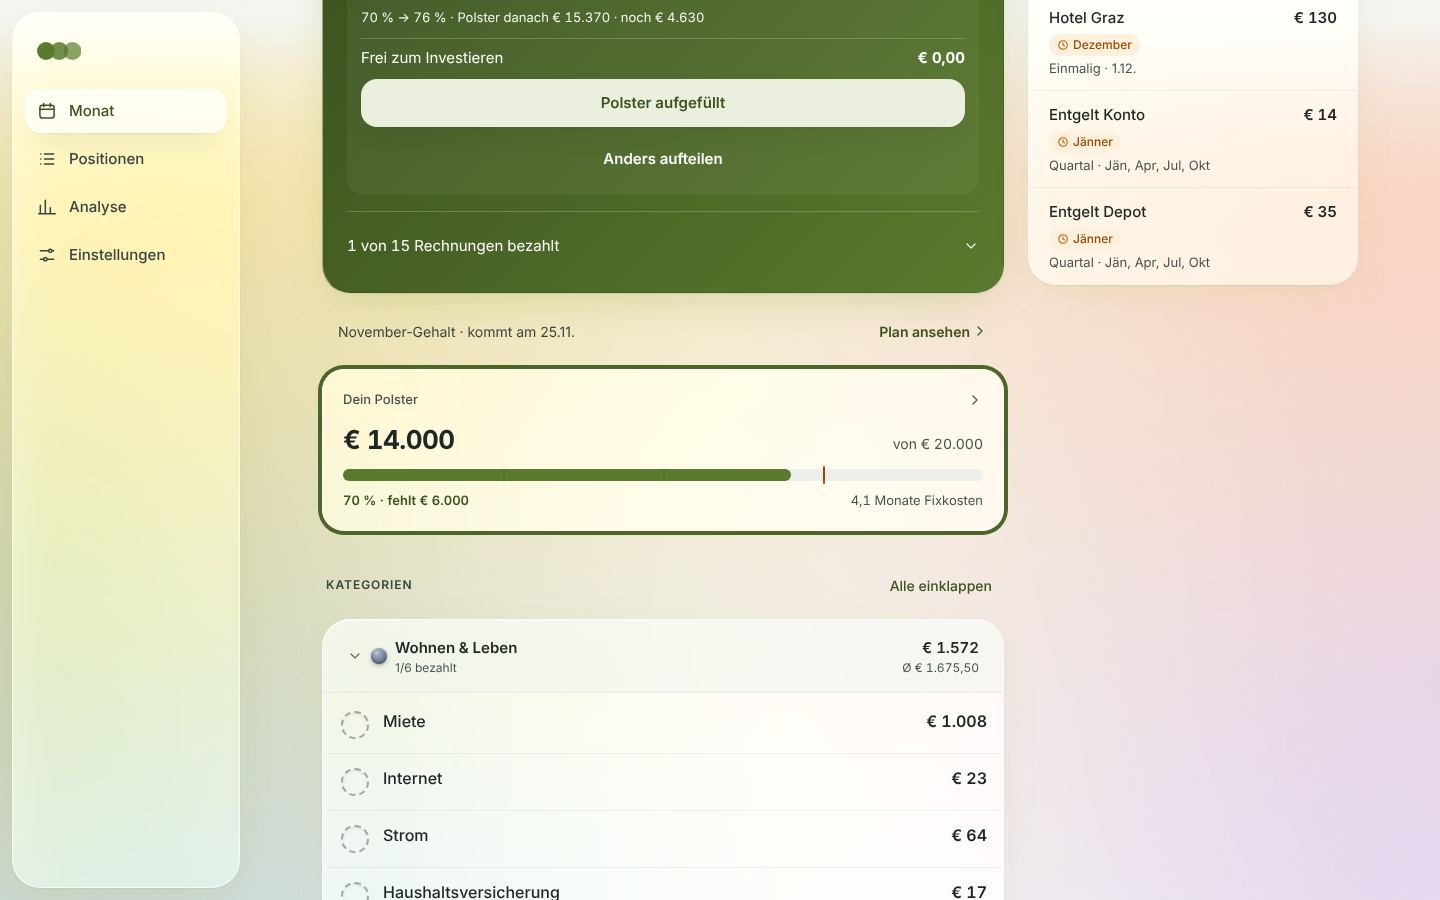 Monat
Positionen
Analyse
Einstellungen
70 % → 76 % · Polster danach € 15.370 · noch € 4.630
Frei zum Investieren € 0,00
Polster aufgefüllt
Anders aufteilen
1 von 15 Rechnungen bezahlt
November-Gehalt · kommt am 25.11. Plan ansehen
Dein Polster
€ 14.000 von € 20.000
70 % · fehlt € 6.000 4,1 Monate Fixkosten
KATEGORIEN Alle einklappen
Wohnen & Leben € 1.572
1/6 bezahlt Ø € 1.675,50
Miete € 1.008
Internet € 23
Strom € 64
Haushaltsversicherung € 17
Hotel Graz € 130
Dezember
Einmalig · 1.12.
Entgelt Konto € 14
Jänner
Quartal · Jän, Apr, Jul, Okt
Entgelt Depot € 35
Jänner
Quartal · Jän, Apr, Jul, Okt